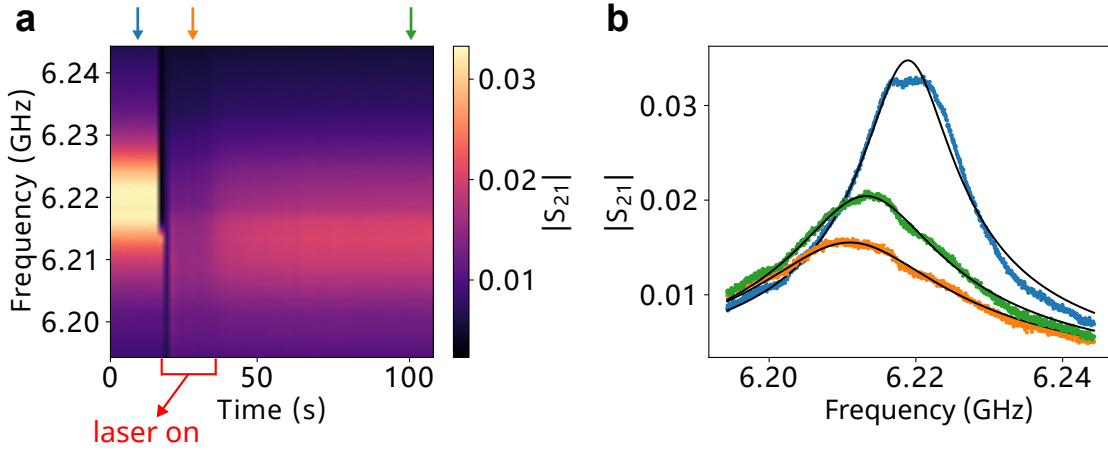 a
6.24
6.23
6.22
6.21
6.20
Frequency (GHz)
0
50
100
Time (s)
laser on
0.03
0.02
0.01
|S21|
b
0.03
0.02
0.01
|S21|
6.20
6.22
6.24
Frequency (GHz)